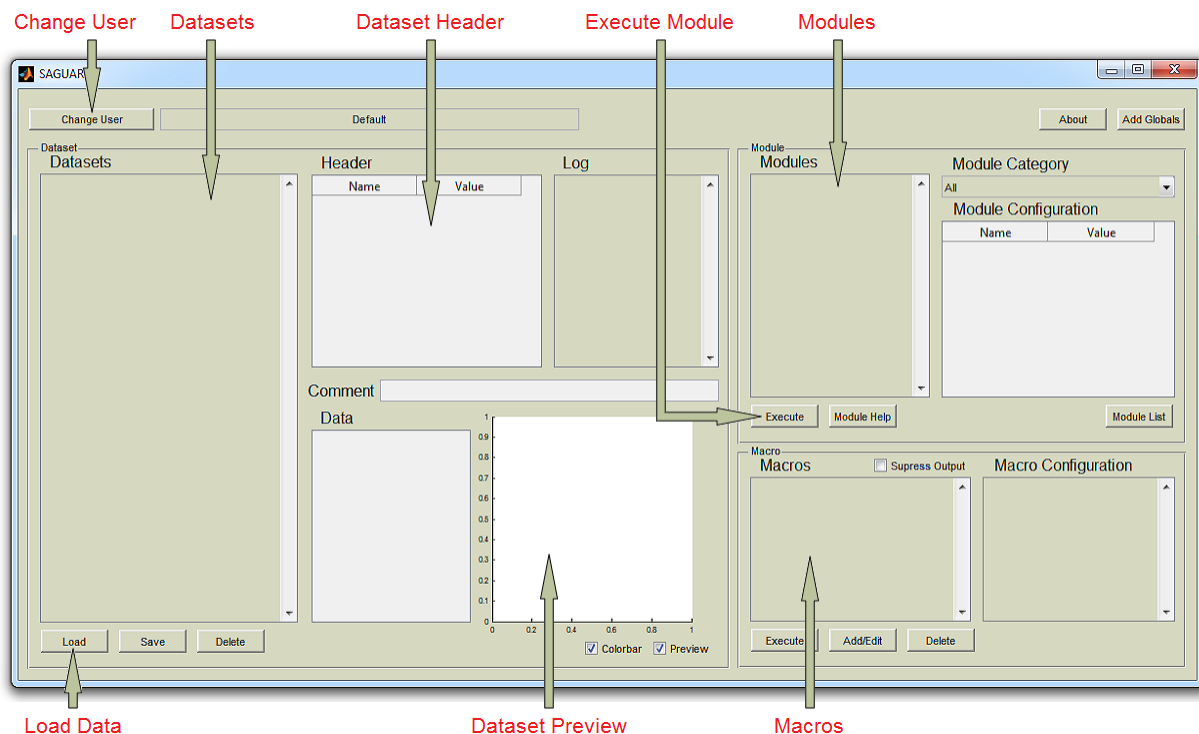 Change User Datasets Dataset Header Execute Module Modules
SAGUAR
Change User Default About Add Globals
Dataset Module
Datasets Header Log Modules Module Category
Name Value All
Module Configuration
Name Value
Comment
Data Execute Module Help Module List
1
0.9
0.8
0.7
0.6
0.5
0.4
0.3
0.2
0.1
0
0 0.2 0.4 0.6 0.8 1
Macro
Macros Supress Output Macro Configuration
Load Save Delete Colorbar Preview Execute Add/Edit Delete
Load Data Dataset Preview Macros